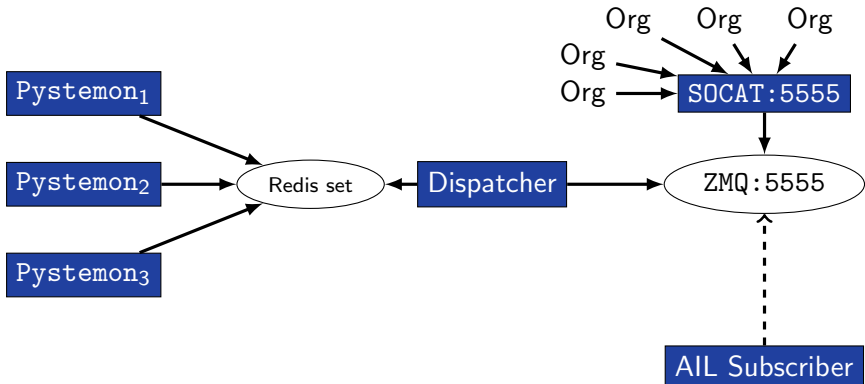 Org
Org
Org
Org
Org
Pystemon₁
SOCAT:5555
Pystemon₂
Redis set
Dispatcher
ZMQ:5555
Pystemon₃
AIL Subscriber